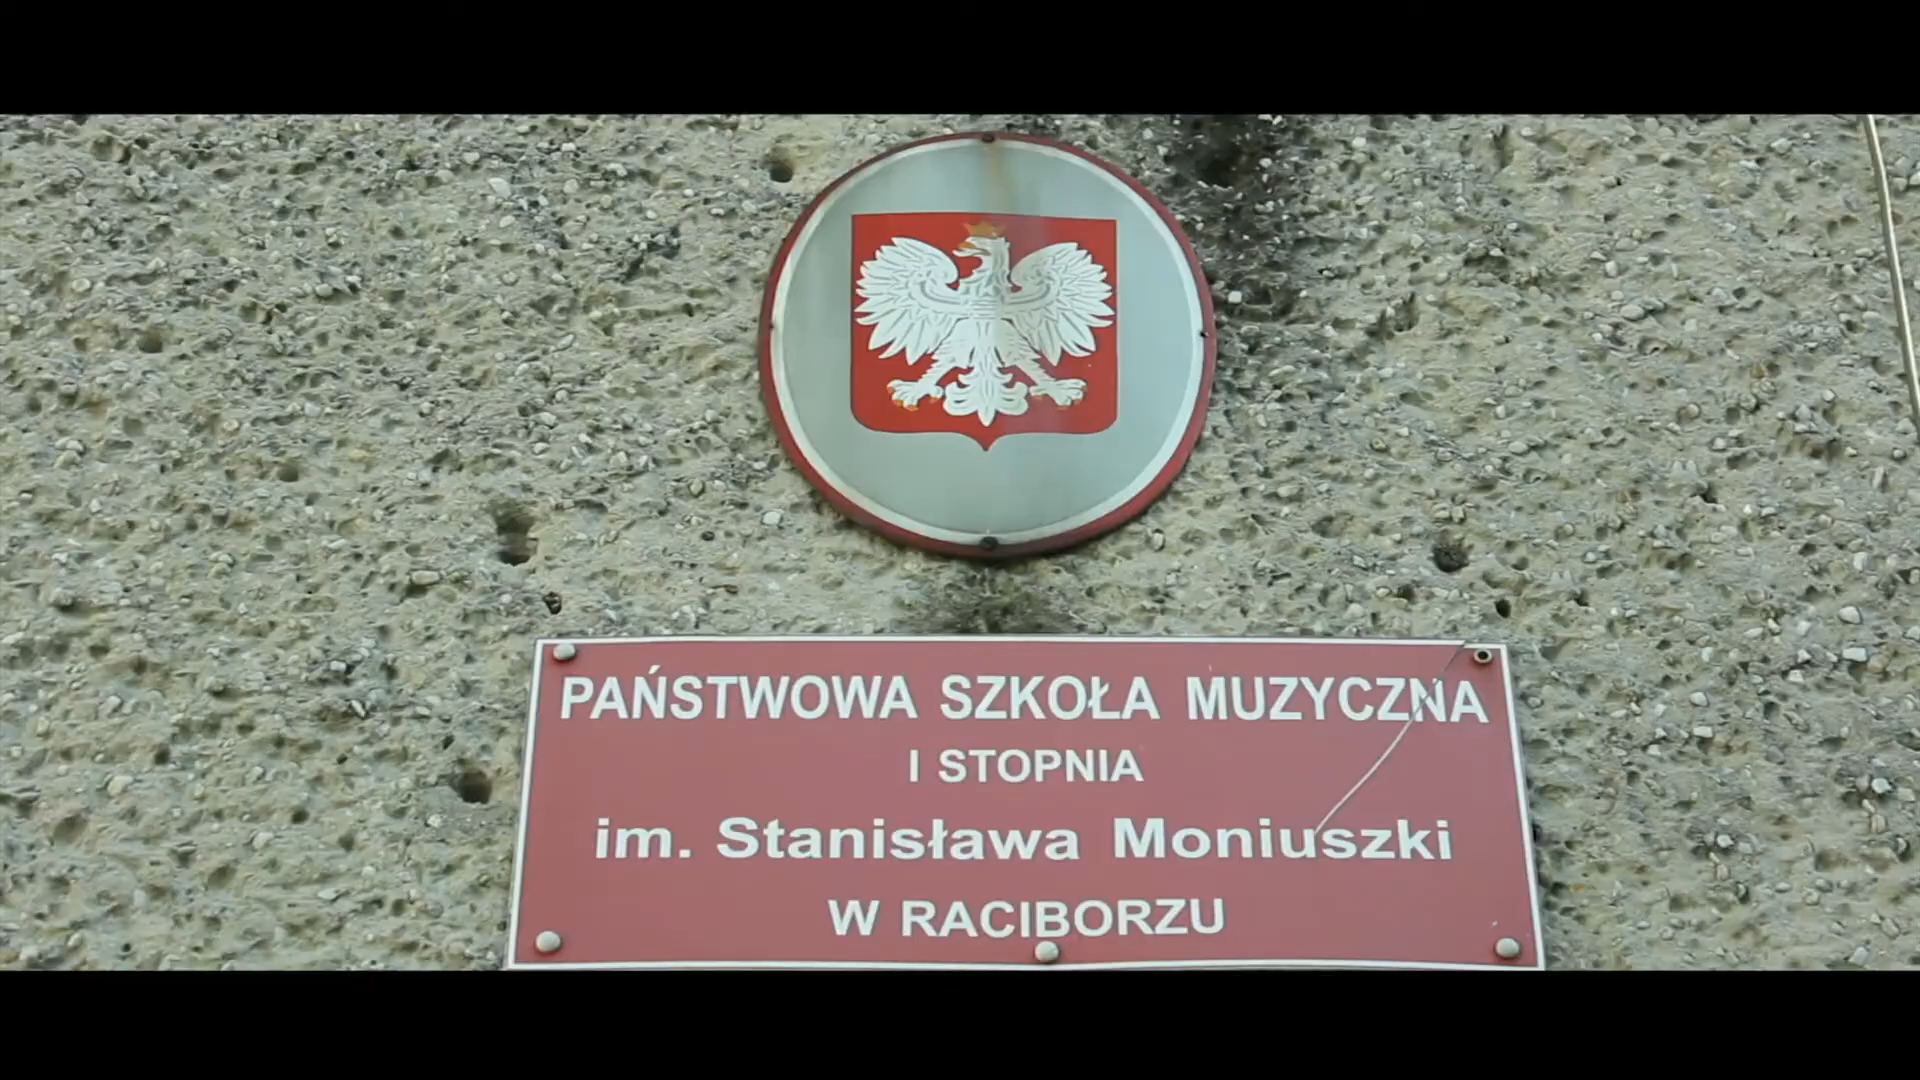 PAŃSTWOWA SZKOŁA MUZYCZNA
I STOPNIA
im. Stanisława Moniuszki
W RACIBORZU